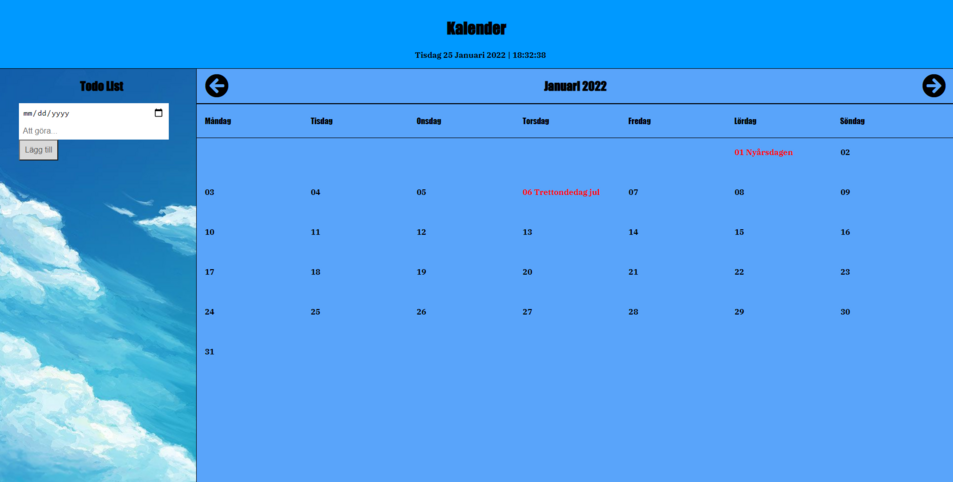 Kalender
Tisdag 25 Januari 2022 | 18:32:38
Todo List
mm/dd/yyyy
Att göra...
Lägg till
Januari 2022
Måndag Tisdag Onsdag Torsdag Fredag Lördag Söndag
01 Nyårsdagen 02
03 04 05 06 Trettondedag jul 07 08 09
10 11 12 13 14 15 16
17 18 19 20 21 22 23
24 25 26 27 28 29 30
31